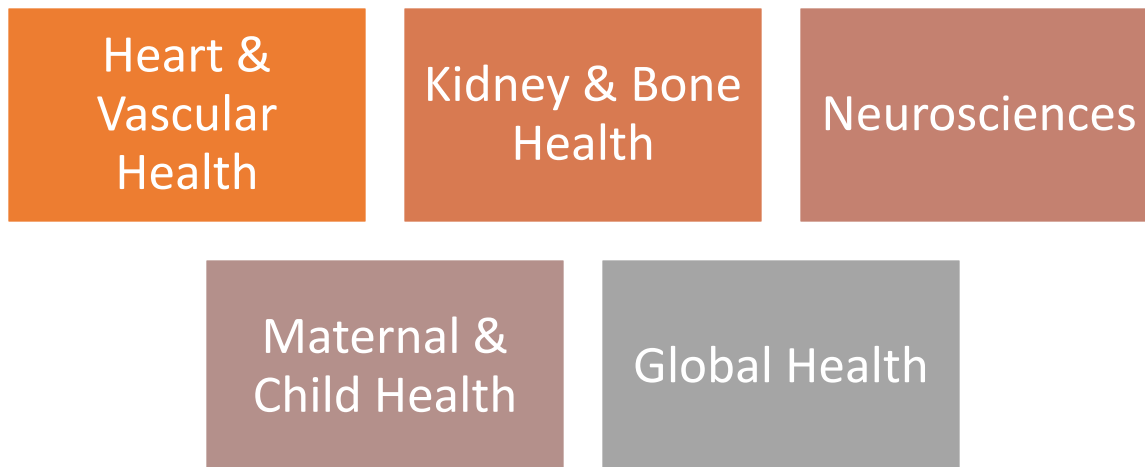 Heart &
Vascular
Health
Kidney & Bone
Health
Neurosciences
Maternal &
Child Health
Global Health